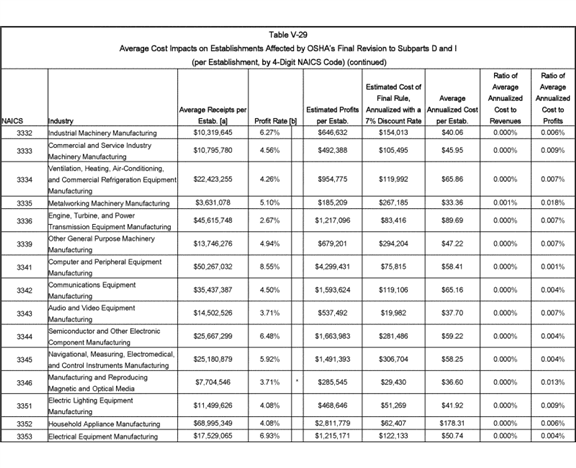 Table V-29
Average Cost Impacts on Establishments Affected by OSHA's Final Revision to Subparts D and I
(per Establishment, by 4-Digit NAICS Code) (continued)
NAICS Industry Average Receipts per Estab. [a] Profit Rate [b] Estimated Profits per Estab. Estimated Cost of Final Rule, Annualized with a 7% Discount Rate Average Annualized Cost per Estab. Ratio of Average Annualized Cost to Revenues Ratio of Average Annualized Cost to Profits
3332 Industrial Machinery Manufacturing $10,319,645 6.27% $646,632 $154,013 $40.06 0.000% 0.006%
3333 Commercial and Service Industry Machinery Manufacturing $10,795,780 4.56% $492,388 $105,495 $45.95 0.000% 0.009%
3334 Ventilation, Heating, Air-Conditioning, and Commercial Refrigeration Equipment Manufacturing $22,423,255 4.26% $954,775 $119,992 $65.86 0.000% 0.007%
3335 Metalworking Machinery Manufacturing $3,631,078 5.10% $185,209 $267,185 $33.36 0.001% 0.018%
3336 Engine, Turbine, and Power Transmission Equipment Manufacturing $45,615,748 2.67% $1,217,096 $83,416 $89.69 0.000% 0.007%
3339 Other General Purpose Machinery Manufacturing $13,746,276 4.94% $679,201 $294,204 $47.22 0.000% 0.007%
3341 Computer and Peripheral Equipment Manufacturing $50,267,032 8.55% $4,299,431 $75,815 $58.41 0.000% 0.001%
3342 Communications Equipment Manufacturing $35,437,387 4.50% $1,593,624 $119,106 $65.16 0.000% 0.004%
3343 Audio and Video Equipment Manufacturing $14,502,526 3.71% $537,492 $19,982 $37.70 0.000% 0.007%
3344 Semiconductor and Other Electronic Component Manufacturing $25,667,299 6.48% $1,663,983 $281,486 $59.22 0.000% 0.004%
3345 Navigational, Measuring, Electromedical, and Control Instruments Manufacturing $25,180,879 5.92% $1,491,393 $306,704 $58.25 0.000% 0.004%
3346 Manufacturing and Reproducing Magnetic and Optical Media $7,704,546 3.71% * $285,545 $29,430 $36.60 0.000% 0.013%
3351 Electric Lighting Equipment Manufacturing $11,499,626 4.08% $468,646 $51,269 $41.92 0.000% 0.009%
3352 Household Appliance Manufacturing $68,995,349 4.08% $2,811,779 $62,407 $178.31 0.000% 0.006%
3353 Electrical Equipment Manufacturing $17,529,065 6.93% $1,215,171 $122,133 $50.74 0.000% 0.004%